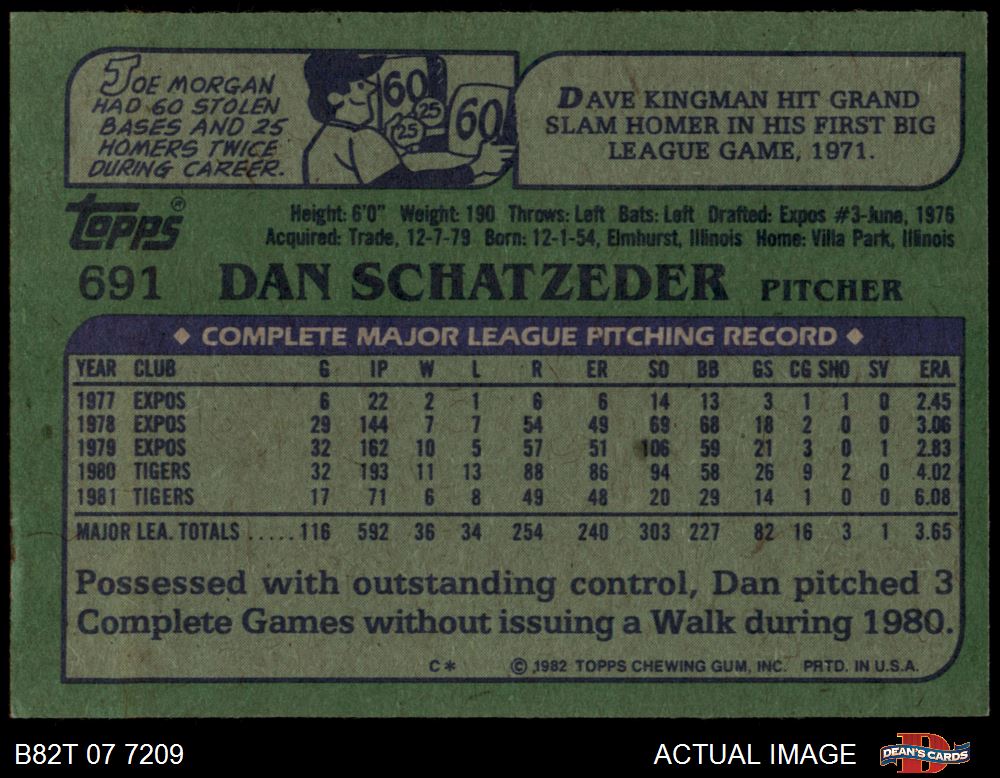 JOE MORGAN
HAD 60 STOLEN
BASES AND 25
HOMERS TWICE
DURING CAREER.
60
25
25
60
DAVE KINGMAN HIT GRAND
SLAM HOMER IN HIS FIRST BIG
LEAGUE GAME, 1971.
TOPPS®
Height: 6'0" Weight: 190 Throws: Left Bats: Left Drafted: Expos #3-June, 1976
Acquired: Trade, 12-7-79 Born: 12-1-54, Elmhurst, Illinois Home: Villa Park, Illinois
691 DAN SCHATZEDER PITCHER
◆ COMPLETE MAJOR LEAGUE PITCHING RECORD ◆
YEAR CLUB G IP W L R ER SO BB GS CG SHO SV ERA
1977 EXPOS 6 22 2 1 6 6 14 13 3 1 1 0 2.45
1978 EXPOS 29 144 7 7 54 49 69 68 18 2 0 0 3.06
1979 EXPOS 32 162 10 5 57 51 106 59 21 3 0 1 2.83
1980 TIGERS 32 193 11 13 88 86 94 58 26 9 2 0 4.02
1981 TIGERS 17 71 6 8 49 48 20 29 14 1 0 0 6.08
MAJOR LEA. TOTALS ..... 116 592 36 34 254 240 303 227 82 16 3 1 3.65
Possessed with outstanding control, Dan pitched 3
Complete Games without issuing a Walk during 1980.
C* © 1982 TOPPS CHEWING GUM, INC. PRTD. IN U.S.A.
B82T 07 7209 ACTUAL IMAGE D DEAN'S CARDS